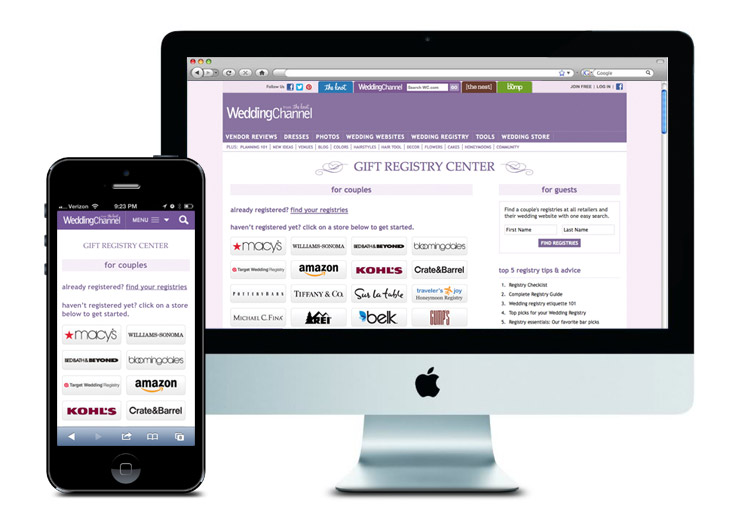 Follow Us the knot WeddingChannel Search WC.com GO [the nest] the bump JOIN FREE | LOG IN |
Google
WeddingChannel from the knot
VENDOR REVIEWS DRESSES PHOTOS WEDDING WEBSITES WEDDING REGISTRY TOOLS WEDDING STORE
PLUS: PLANNING 101 | NEW IDEAS | VENUES | BLOG | COLORS | HAIRSTYLES | HAIR TOOL | DECOR | FLOWERS | CAKES | HONEYMOONS | COMMUNITY
GIFT REGISTRY CENTER
for couples
already registered? find your registries
haven't registered yet? click on a store to get started.
macy's WILLIAMS-SONOMA BED BATH & BEYOND bloomingdales
Target Wedding Registry amazon KOHL'S Crate&Barrel
POTTERY BARN TIFFANY & CO. Sur la table traveler's joy Honeymoon Registry
MICHAEL C. FINA REI belk GUMP'S
for guests
Find a couple's registries at all retailers and
their wedding website with one easy search.
First Name Last Name
FIND REGISTRIES
top 5 registry tips & advice
1. Registry Checklist
2. Complete Registry Guide
3. Wedding registry etiquette 101
4. Top picks for your Wedding Registry
5. Registry essentials: Our favorite bar picks
Verizon 9:23 PM
WeddingChannel from the knot MENU
GIFT REGISTRY CENTER
for couples
already registered? find your registries
haven't registered yet? click on a store
below to get started.
macy's WILLIAMS-SONOMA
BED BATH & BEYOND bloomingdales
Target Wedding Registry amazon
KOHL'S Crate&Barrel